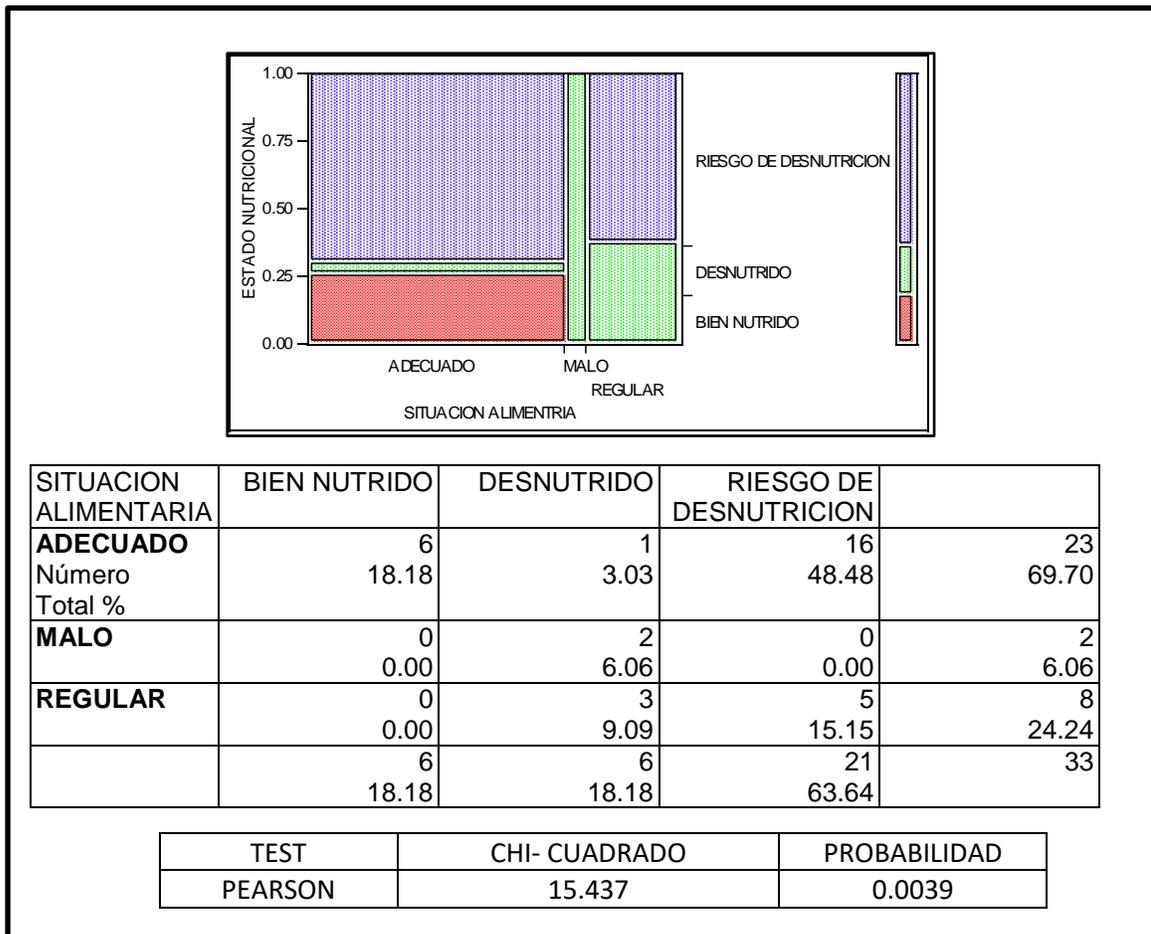 1.00
0.75
0.50
0.25
0.00
ESTADO NUTRICIONAL
RIESGO DE DESNUTRICION
DESNUTRIDO
BIEN NUTRIDO
ADECUADO
MALO
REGULAR
SITUACION ALIMENTRIA
SITUACION ALIMENTARIA BIEN NUTRIDO DESNUTRIDO RIESGO DE DESNUTRICION
ADECUADO 6 1 16 23
Número 18.18 3.03 48.48 69.70
Total %
MALO 0 2 0 2
0.00 6.06 0.00 6.06
REGULAR 0 3 5 8
0.00 9.09 15.15 24.24
6 6 21 33
18.18 18.18 63.64
TEST CHI- CUADRADO PROBABILIDAD
PEARSON 15.437 0.0039